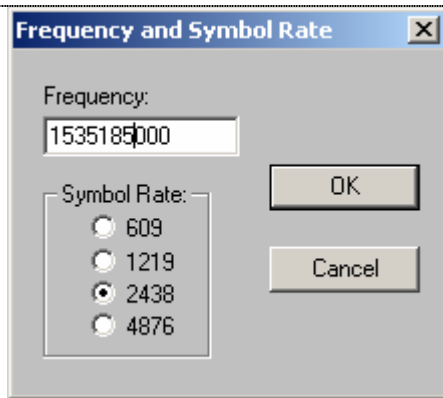 Frequency and Symbol Rate
Frequency:
1535185000
Symbol Rate:
609
1219
2438
4876
OK
Cancel